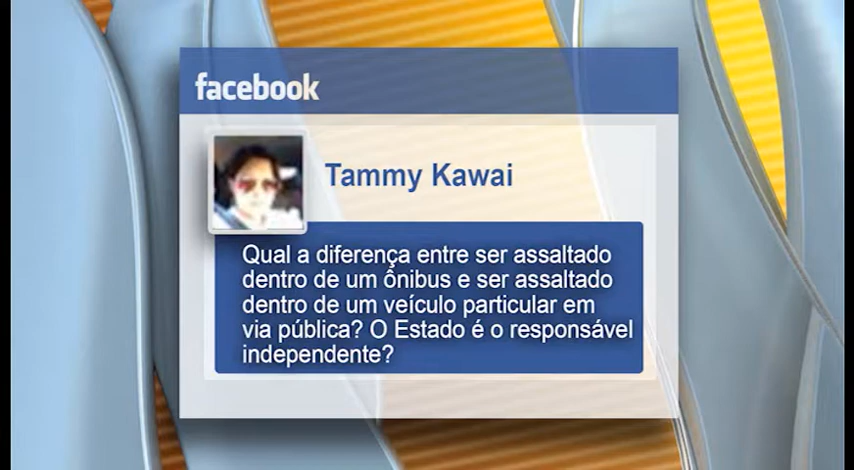 facebook
Tammy Kawai
Qual a diferença entre ser assaltado
dentro de um ônibus e ser assaltado
dentro de um veículo particular em
via pública? O Estado é o responsável
independente?